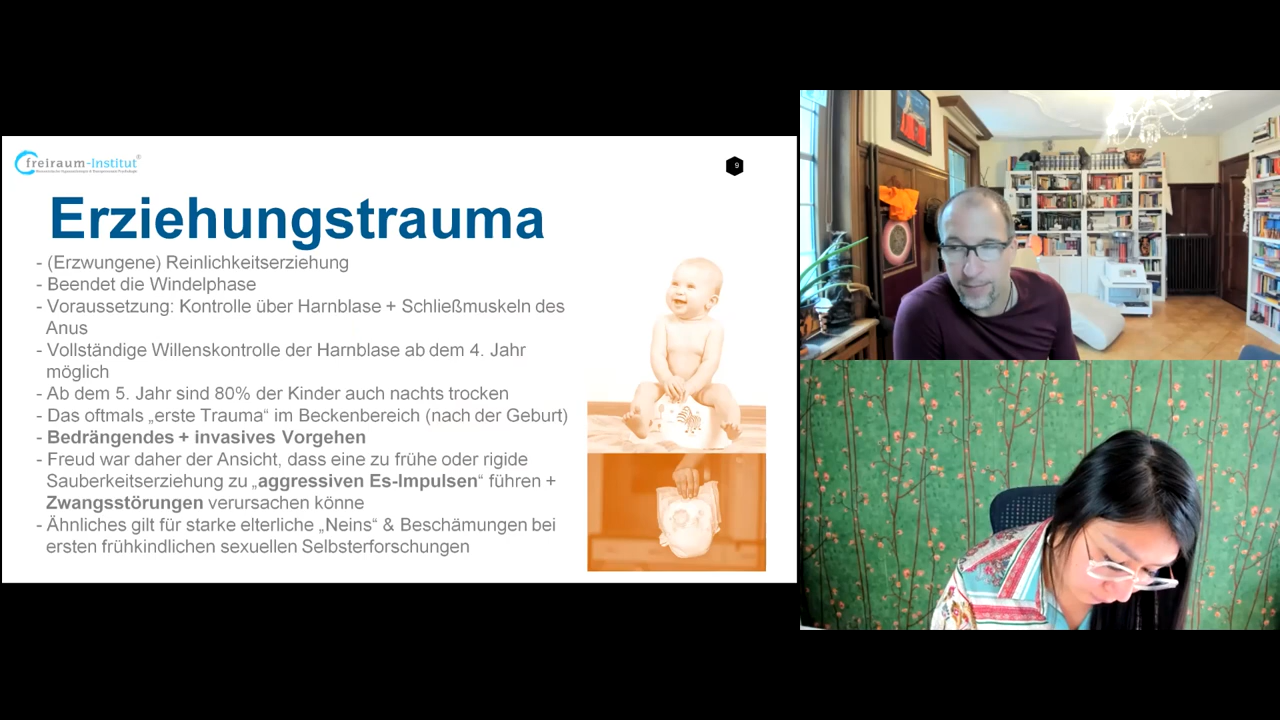 freiraum-Institut®
9
Erziehungstrauma
- (Erzwungene) Reinlichkeitserziehung
- Beendet die Windelphase
- Voraussetzung: Kontrolle über Harnblase + Schließmuskeln des
Anus
- Vollständige Willenskontrolle der Harnblase ab dem 4. Jahr
möglich
- Ab dem 5. Jahr sind 80% der Kinder auch nachts trocken
- Das oftmals „erste Trauma“ im Beckenbereich (nach der Geburt)
- Bedrängendes + invasives Vorgehen
- Freud war daher der Ansicht, dass eine zu frühe oder rigide
Sauberkeitserziehung zu „aggressiven Es-Impulsen“ führen +
Zwangsstörungen verursachen könne
- Ähnliches gilt für starke elterliche „Neins“ & Beschämungen bei
ersten frühkindlichen sexuellen Selbsterforschungen